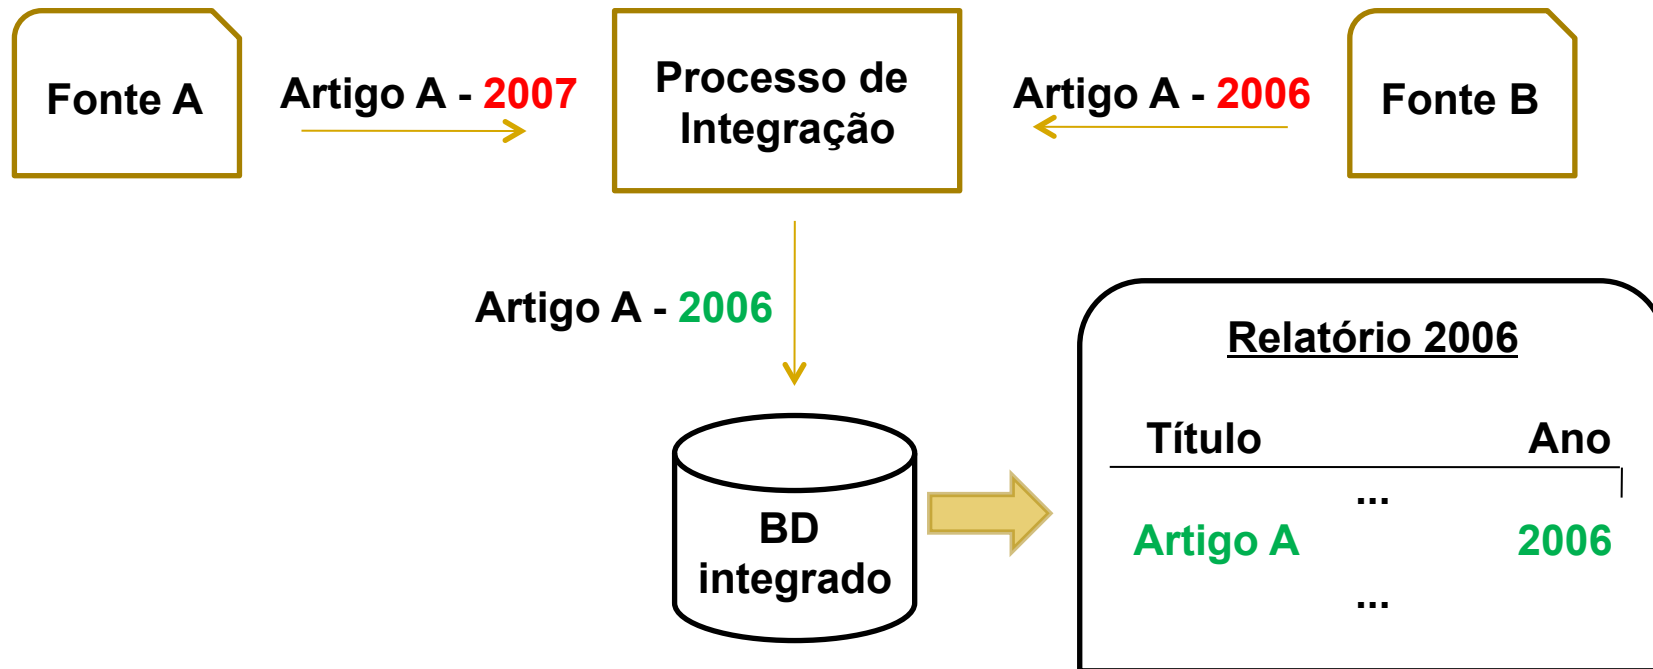 Fonte A
Artigo A - 2007
Processo de
Integração
Artigo A - 2006
Fonte B
Artigo A - 2006
BD
integrado
Relatório 2006
Título Ano
...
Artigo A 2006
...